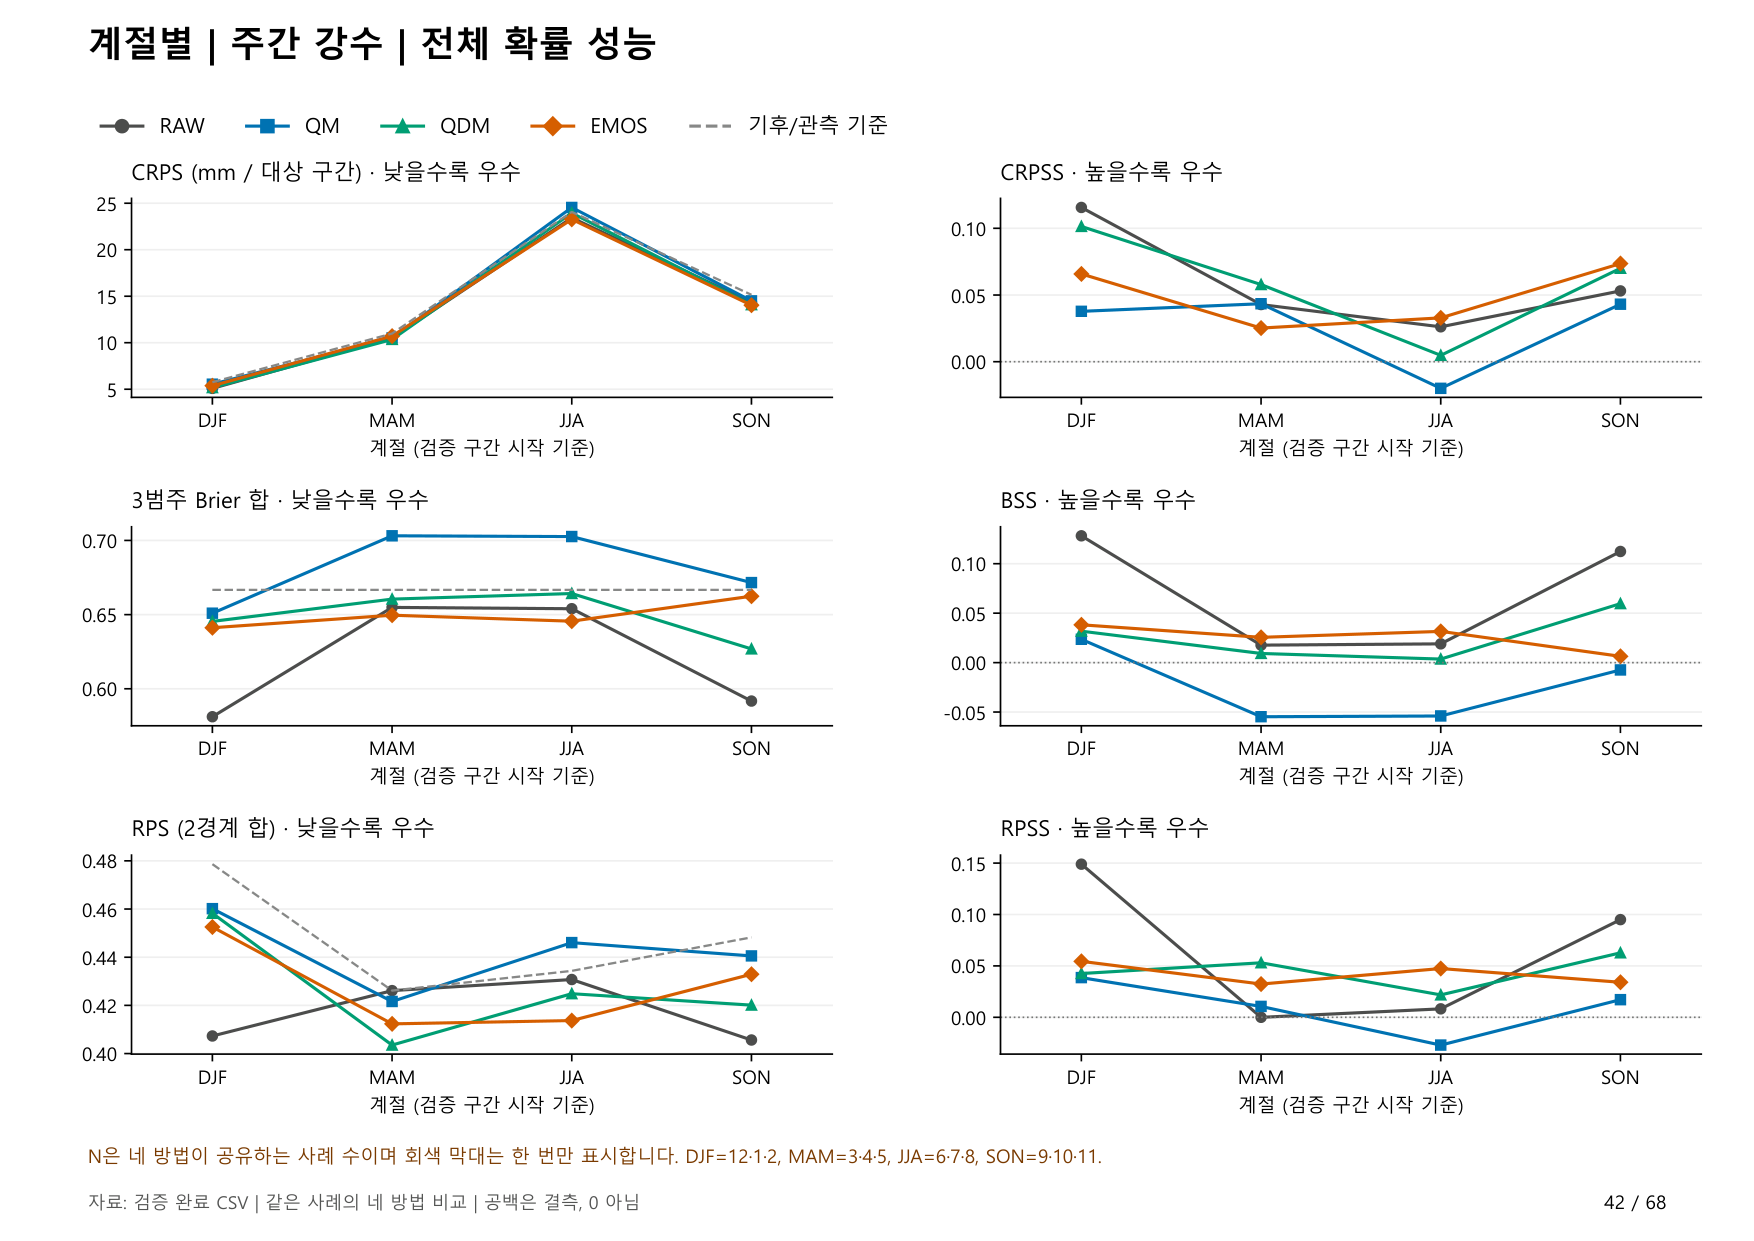 계절별 | 주간 강수 | 전체 확률 성능
RAW QM QDM EMOS 기후/관측 기준
CRPS (mm / 대상 구간) · 낮을수록 우수
25
20
15
10
5
DJF MAM JJA SON
계절 (검증 구간 시작 기준)
CRPSS · 높을수록 우수
0.10
0.05
0.00
DJF MAM JJA SON
계절 (검증 구간 시작 기준)
3범주 Brier 합 · 낮을수록 우수
0.70
0.65
0.60
DJF MAM JJA SON
계절 (검증 구간 시작 기준)
BSS · 높을수록 우수
0.10
0.05
0.00
-0.05
DJF MAM JJA SON
계절 (검증 구간 시작 기준)
RPS (2경계 합) · 낮을수록 우수
0.48
0.46
0.44
0.42
0.40
DJF MAM JJA SON
계절 (검증 구간 시작 기준)
RPSS · 높을수록 우수
0.15
0.10
0.05
0.00
DJF MAM JJA SON
계절 (검증 구간 시작 기준)
N은 네 방법이 공유하는 사례 수이며 회색 막대는 한 번만 표시합니다. DJF=12·1·2, MAM=3·4·5, JJA=6·7·8, SON=9·10·11.
자료: 검증 완료 CSV | 같은 사례의 네 방법 비교 | 공백은 결측, 0 아님
42 / 68